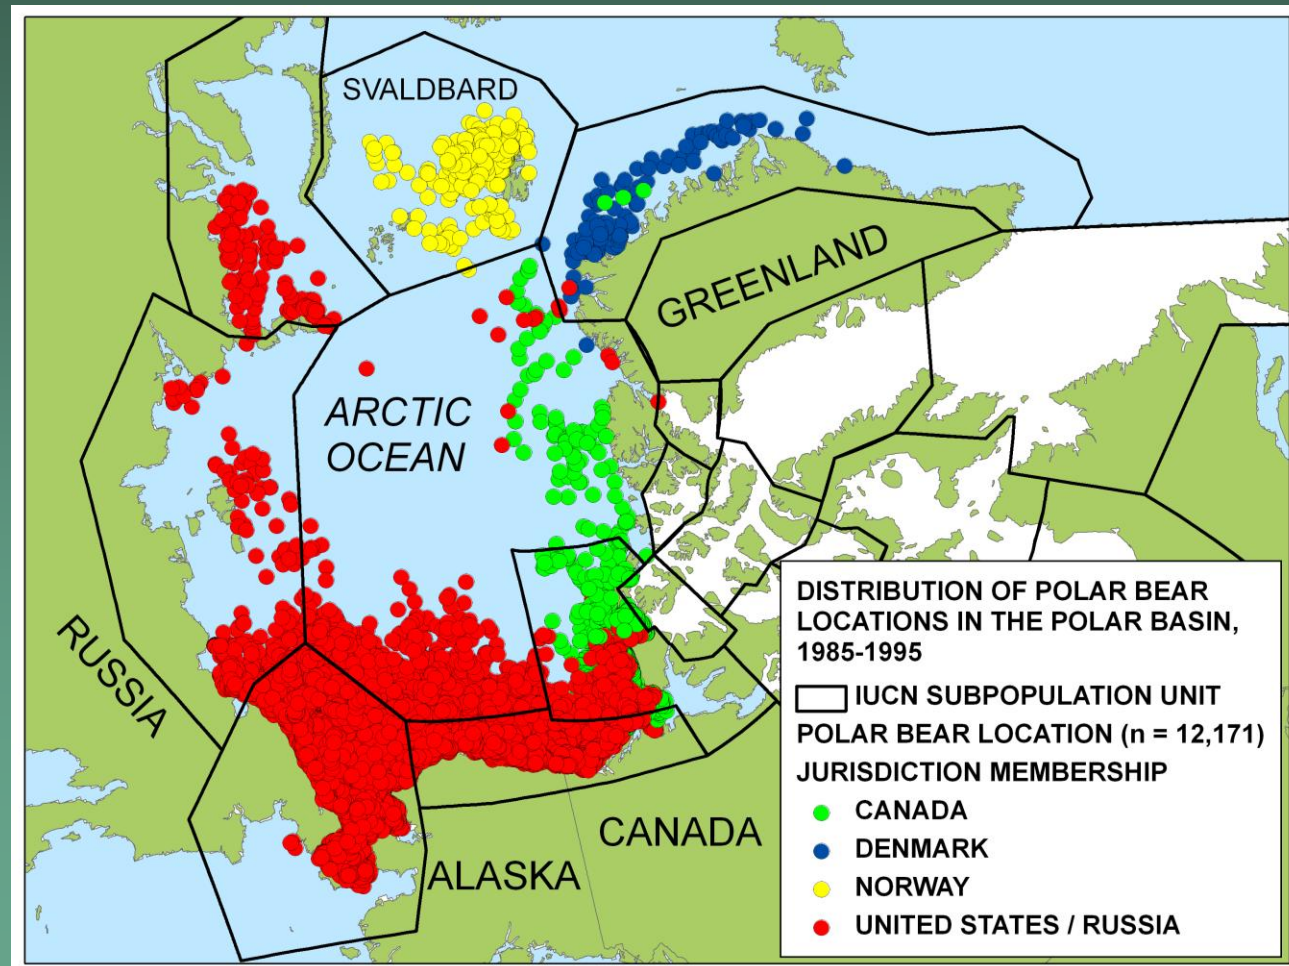 SVALDBARD
GREENLAND
ARCTIC
OCEAN
RUSSIA
ALASKA
CANADA
DISTRIBUTION OF POLAR BEAR
LOCATIONS IN THE POLAR BASIN,
1985-1995
IUCN SUBPOPULATION UNIT
POLAR BEAR LOCATION (n = 12,171)
JURISDICTION MEMBERSHIP
CANADA
DENMARK
NORWAY
UNITED STATES / RUSSIA